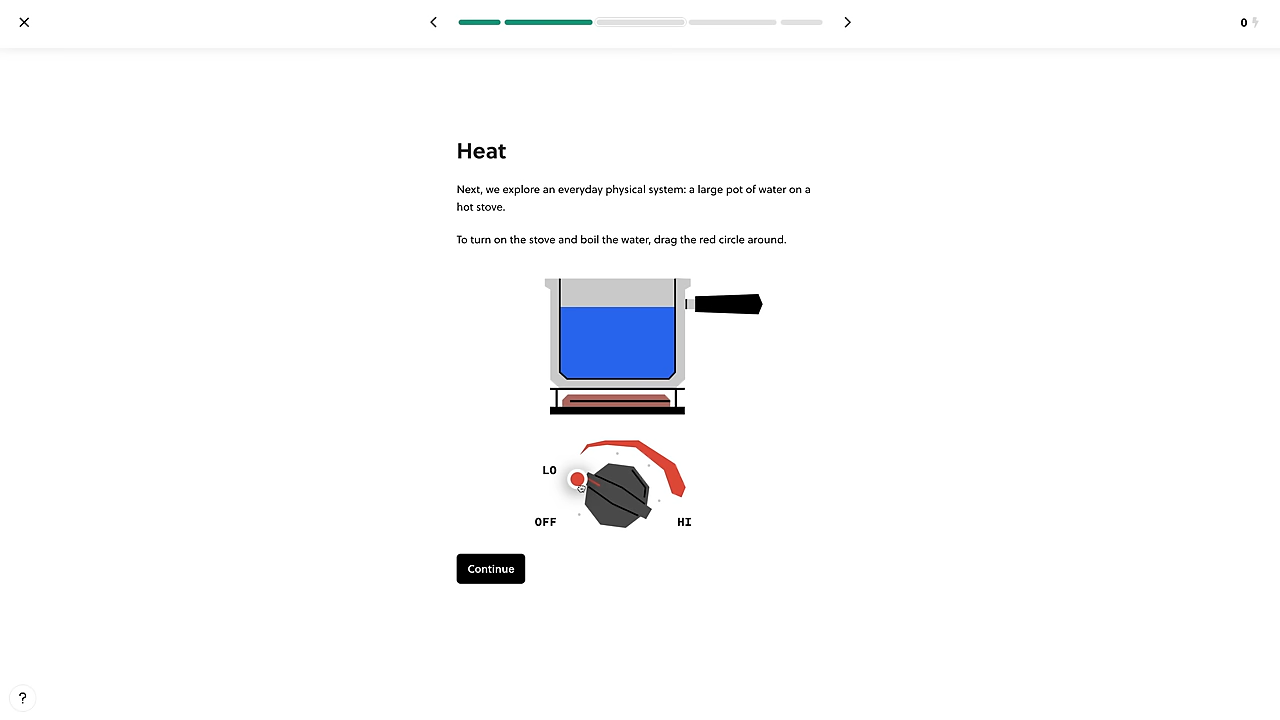 0
Heat
Next, we explore an everyday physical system: a large pot of water on a
hot stove.
To turn on the stove and boil the water, drag the red circle around.
LO
OFF
HI
Continue
?